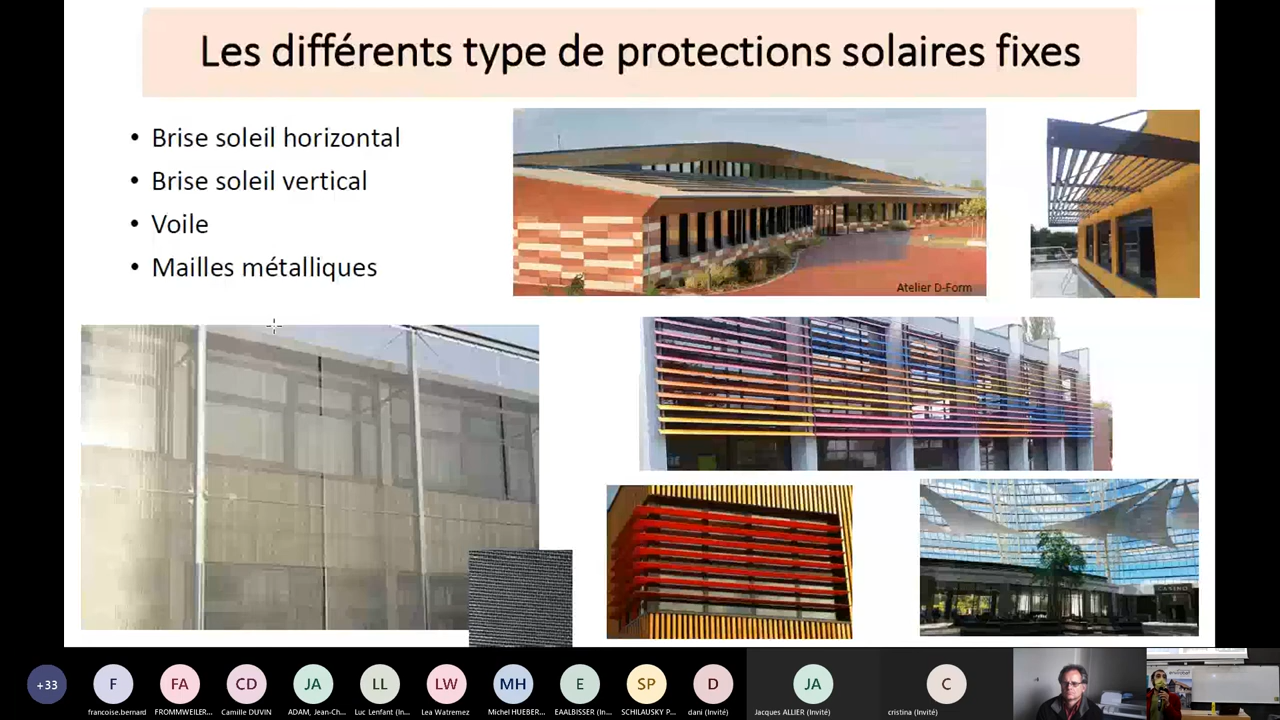 Les différents type de protections solaires fixes
• Brise soleil horizontal
• Brise soleil vertical
• Voile
• Mailles métalliques
Atelier D-Form
CASINO
+33
F
FA
CD
JA
LL
LW
MH
E
SP
D
JA
C
francoise.bernard
FROMMWEILER...
Camille DUVIN
ADAM, Jean-Ch...
Luc Lenfant (In...
Lea Watremez
Michel HUEBER...
EAALBISSER (In...
SCHILAUSKY P...
dani (Invité)
Jacques ALLIER (Invité)
cristina (Invité)